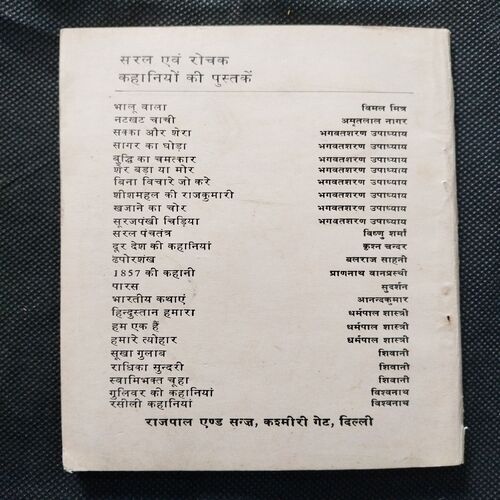 सरल एवं रोचक
कहानियों की पुस्तकें
भालू वाला विमल मित्र
नटखट चाची अमृतलाल नागर
सक्का और शेरा भगवतशरण उपाध्याय
सागर का घोड़ा भगवतशरण उपाध्याय
बुद्धि का चमत्कार भगवतशरण उपाध्याय
शेर बड़ा या मोर भगवतशरण उपाध्याय
बिना विचारे जो करे भगवतशरण उपाध्याय
शीशमहल की राजकुमारी भगवतशरण उपाध्याय
खजाने का चोर भगवतशरण उपाध्याय
सूरजपंखी चिड़िया भगवतशरण उपाध्याय
सरल पंचतंत्र विष्णु शर्मा
दूर देश की कहानियां कृश्न चन्दर
ढपोरशंख बलराज साहनी
1857 की कहानी प्राणनाथ वानप्रस्थी
पारस सुदर्शन
भारतीय कथाएं आनन्दकुमार
हिन्दुस्तान हमारा धर्मपाल शास्त्री
हम एक हैं धर्मपाल शास्त्री
हमारे त्योहार धर्मपाल शास्त्री
सूखा गुलाब शिवानी
राधिका सुन्दरी शिवानी
स्वामिभक्त चूहा शिवानी
गुलिवर की कहानियां विश्वनाथ
रसीली कहानियां विश्वनाथ
राजपाल एण्ड सन्ज़, कश्मीरी गेट, दिल्ली